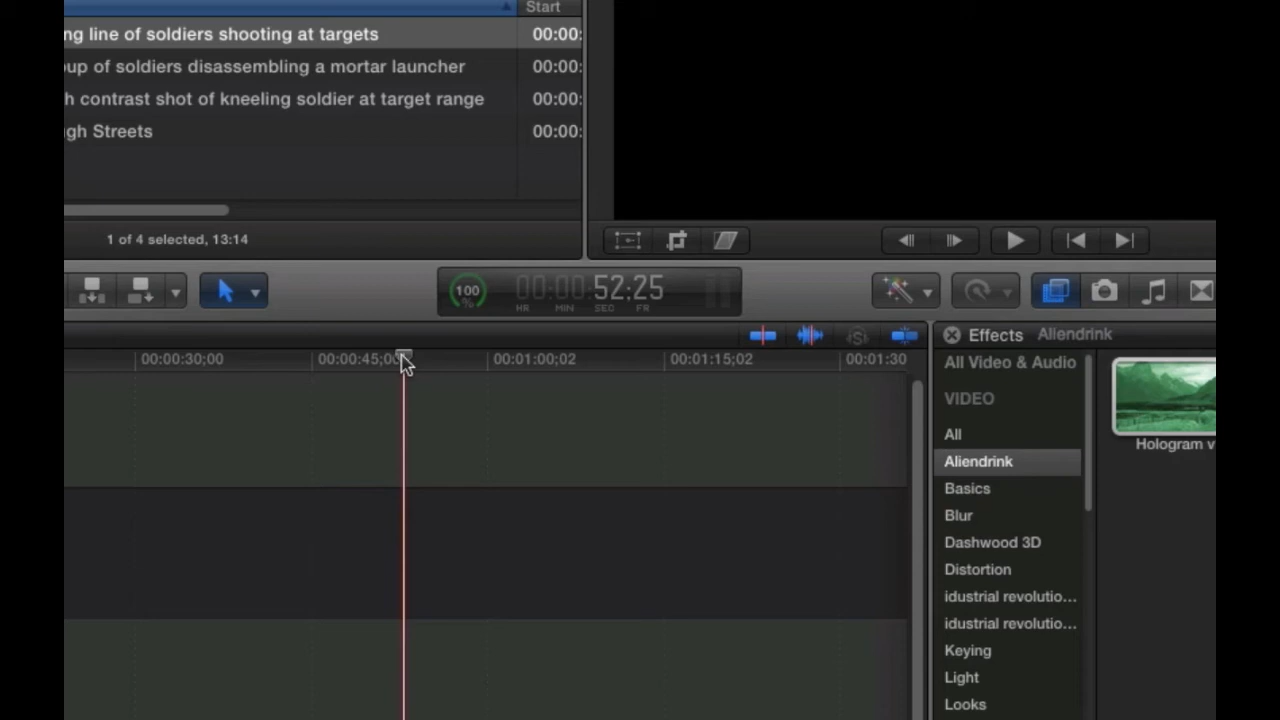 Start
ng line of soldiers shooting at targets 00:00:
oup of soldiers disassembling a mortar launcher 00:00:
h contrast shot of kneeling soldier at target range 00:00:
gh Streets 00:00:
1 of 4 selected, 13:14
100 % 00:00:52:25
HR MIN SEC FR
Effects Aliendrink
00:00:30;00 00:00:45;00 00:01:00;02 00:01:15;02 00:01:30
All Video & Audio
VIDEO
All
Aliendrink
Basics
Blur
Dashwood 3D
Distortion
idustrial revolutio...
idustrial revolutio...
Keying
Light
Looks
Hologram v